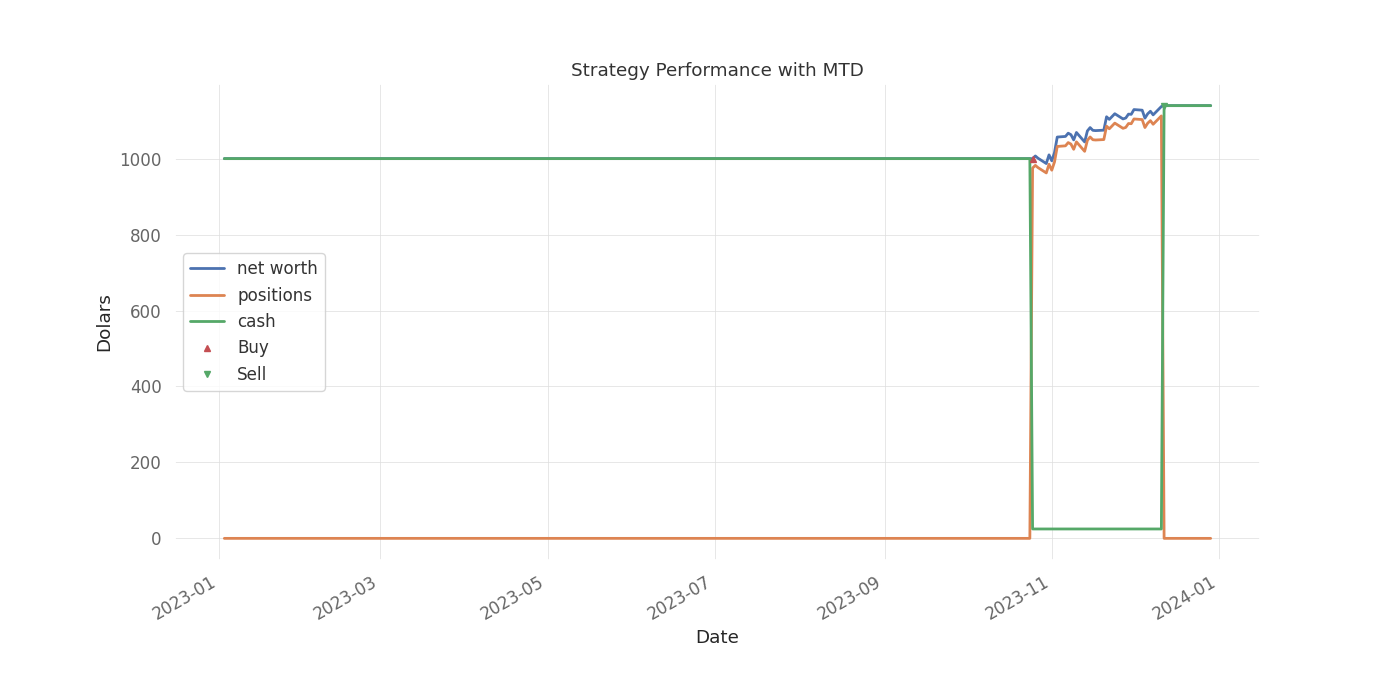 Strategy Performance with MTD
1000
800
600
400
200
0
Dolars
net worth
positions
cash
Buy
Sell
2023-01
2023-03
2023-05
2023-07
2023-09
2023-11
2024-01
Date